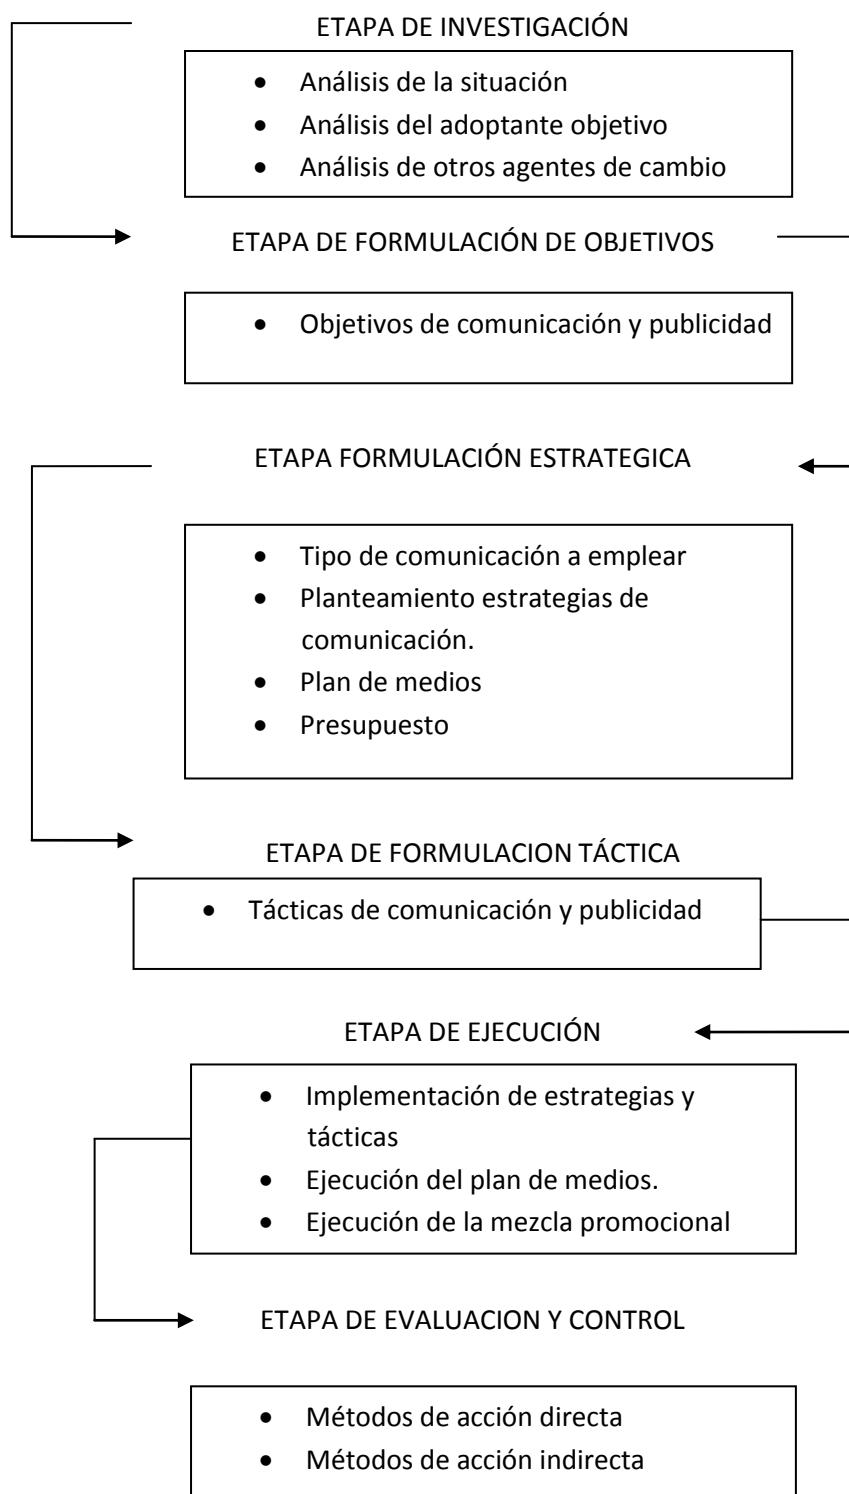 ETAPA DE INVESTIGACIÓN
• Análisis de la situación
• Análisis del adoptante objetivo
• Análisis de otros agentes de cambio
ETAPA DE FORMULACIÓN DE OBJETIVOS
• Objetivos de comunicación y publicidad
ETAPA FORMULACIÓN ESTRATEGICA
• Tipo de comunicación a emplear
• Planteamiento estrategias de
comunicación.
• Plan de medios
• Presupuesto
ETAPA DE FORMULACION TÁCTICA
• Tácticas de comunicación y publicidad
ETAPA DE EJECUCIÓN
• Implementación de estrategias y
tácticas
• Ejecución del plan de medios.
• Ejecución de la mezcla promocional
ETAPA DE EVALUACION Y CONTROL
• Métodos de acción directa
• Métodos de acción indirecta